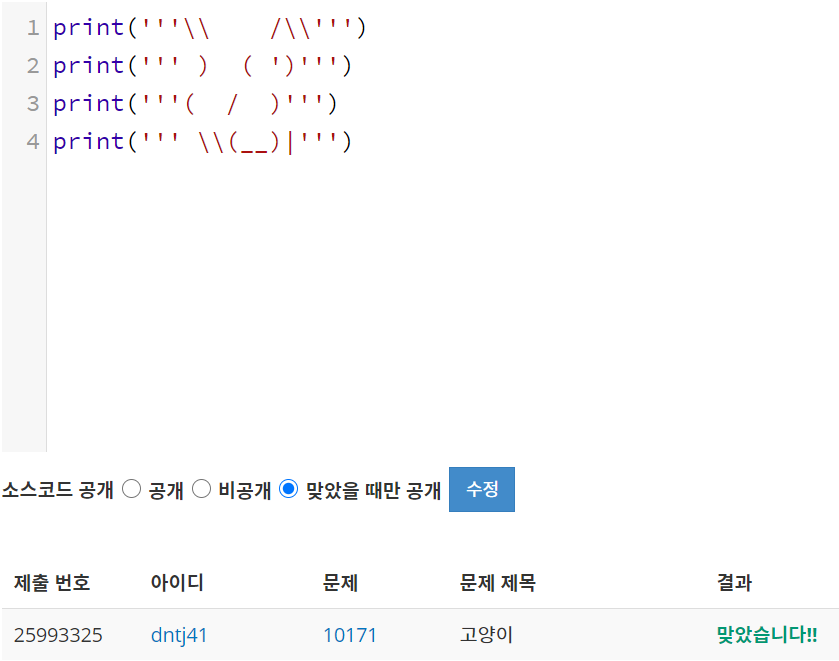 1 print('''\\    /\\''')
2 print(''' )  ( ')''')
3 print('''(  /  )''')
4 print(''' \\(__)|''')
소스코드 공개 공개 비공개 맞았을 때만 공개 수정
제출 번호 아이디 문제 문제 제목 결과
25993325 dntj41 10171 고양이 맞았습니다!!